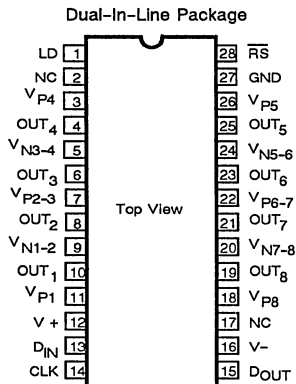 Dual-In-Line Package
LD 1 28 RS
NC 2 27 GND
VP4 3 26 VP5
OUT4 4 25 OUT5
VN3-4 5 24 VN5-6
OUT3 6 23 OUT6
VP2-3 7 22 VP6-7
OUT2 8 21 OUT7
Top View
VN1-2 9 20 VN7-8
OUT1 10 19 OUT8
VP1 11 18 VP8
V + 12 17 NC
DIN 13 16 V-
CLK 14 15 DOUT